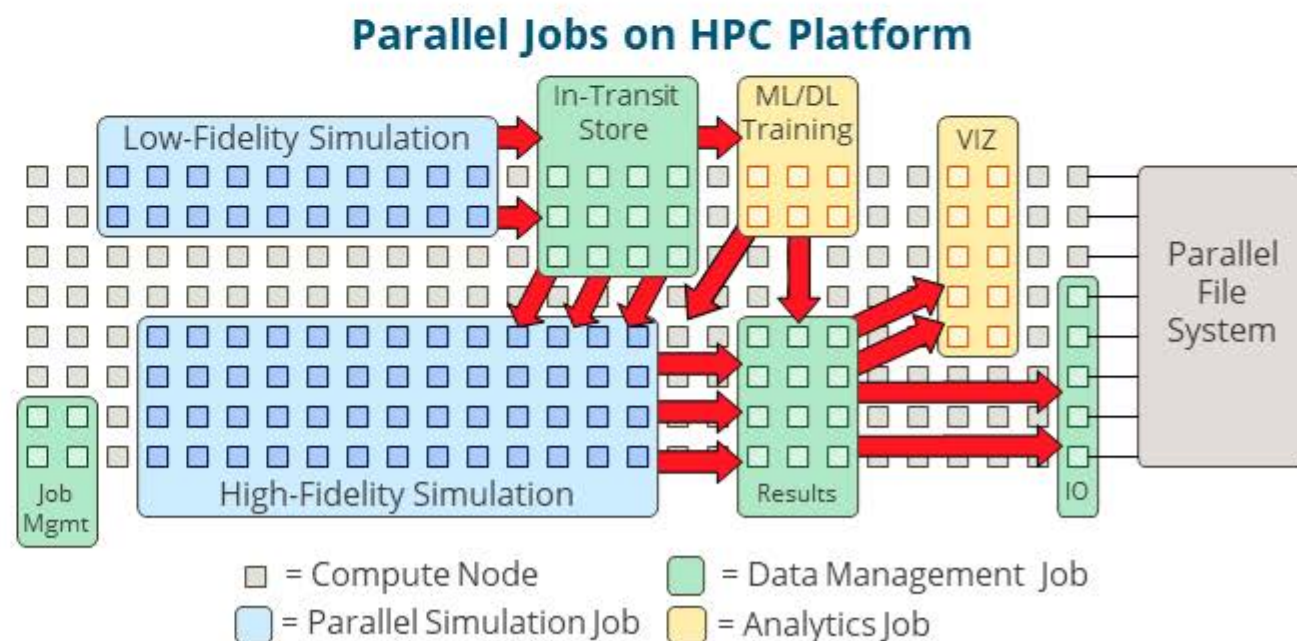 Parallel Jobs on HPC Platform
In-Transit
Store
ML/DL
Training
Low-Fidelity Simulation
VIZ
Parallel
File
System
High-Fidelity Simulation
Results
IO
Job
Mgmt
= Compute Node
= Data Management Job
= Parallel Simulation Job
= Analytics Job